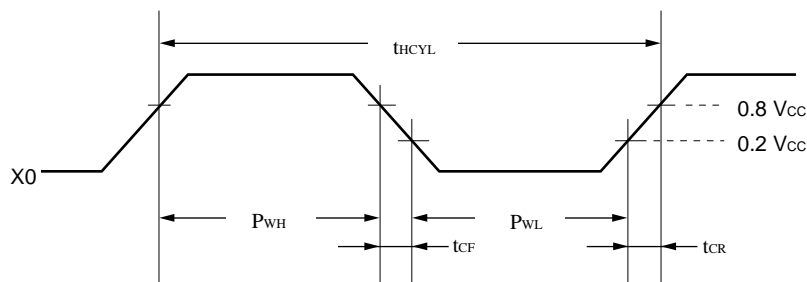 tHCYL
0.8 VCC
0.2 VCC
X0
PWH
PWL
tCF
tCR